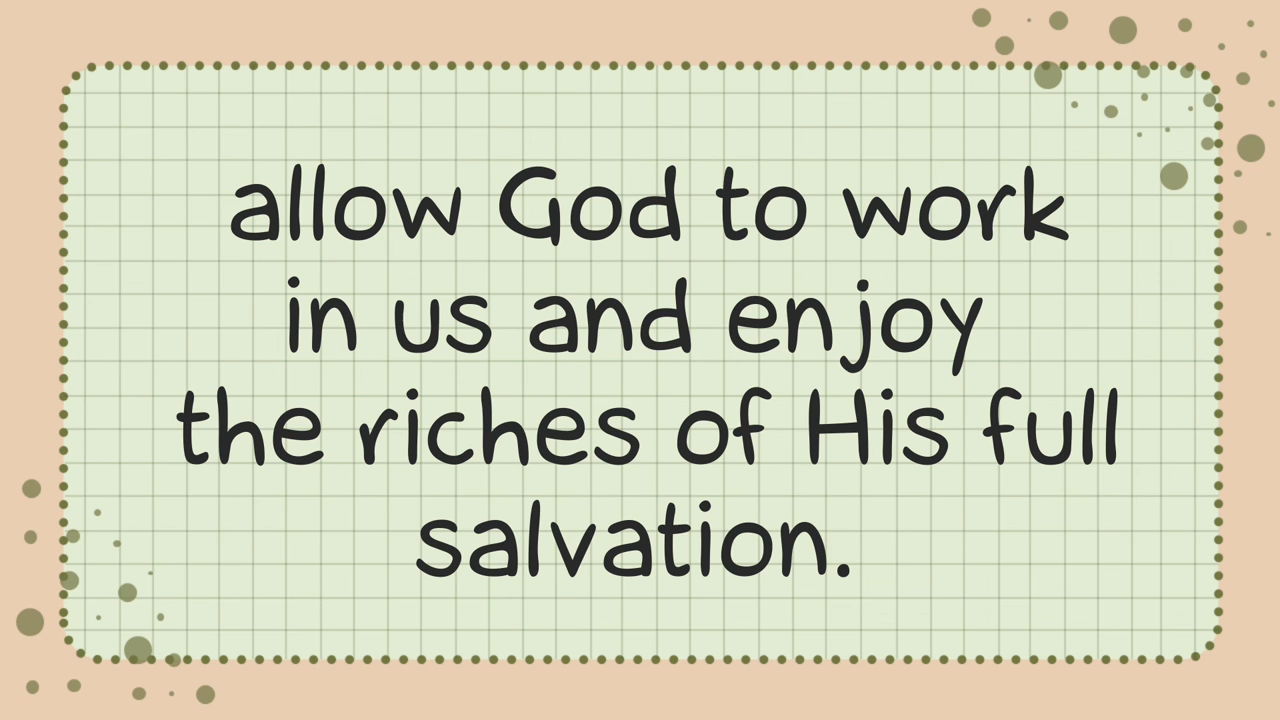 allow God to work
in us and enjoy
the riches of His full
salvation.